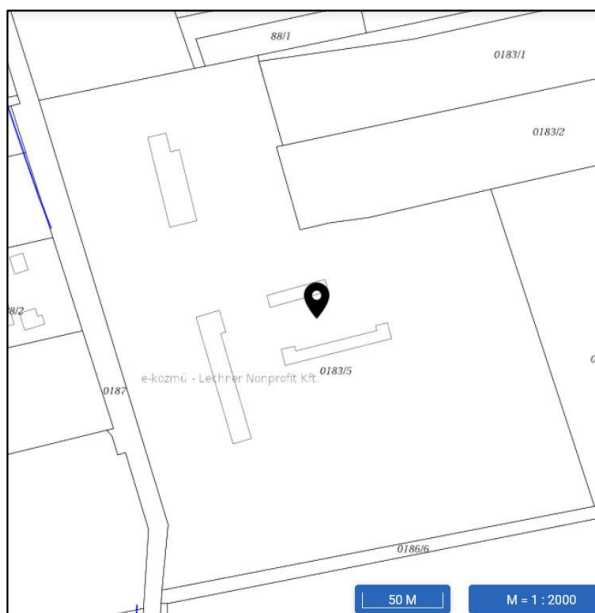 88/1
0183/1
0183/2
8/2
e-kozmű - Lechner Nonprofit Kft.
0183/5
0187
0186/6
50 M
M = 1 : 2000